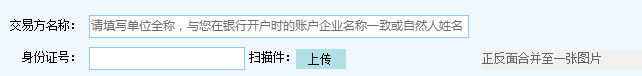 交易方名称： 请填写单位全称，与您在银行开户时的账户企业名称一致或自然人姓名
身份证号： 扫描件： 上传 正反面合并至一张图片